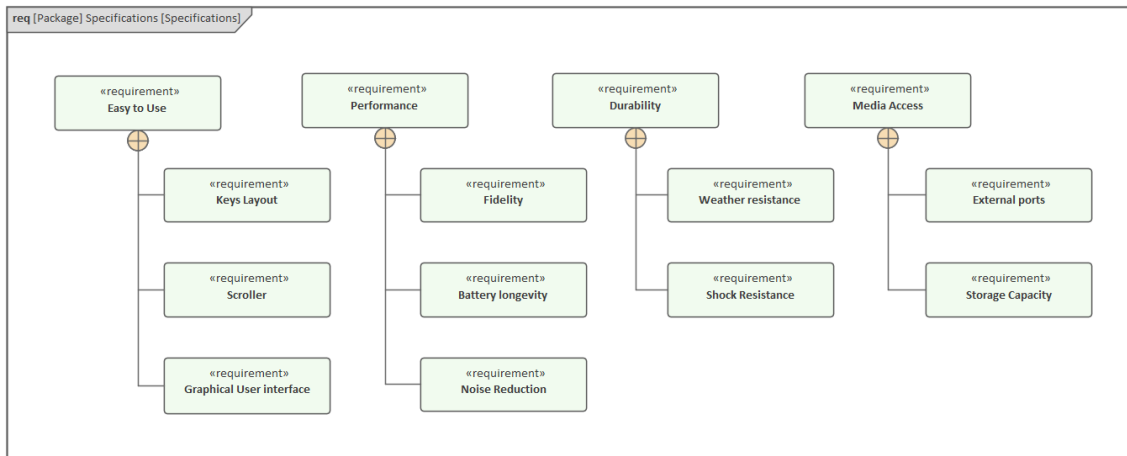 req [Package] Specifications [Specifications]
«requirement»
Easy to Use
«requirement»
Performance
«requirement»
Durability
«requirement»
Media Access
«requirement»
Keys Layout
«requirement»
Fidelity
«requirement»
Weather resistance
«requirement»
External ports
«requirement»
Scroller
«requirement»
Battery longevity
«requirement»
Shock Resistance
«requirement»
Storage Capacity
«requirement»
Graphical User interface
«requirement»
Noise Reduction